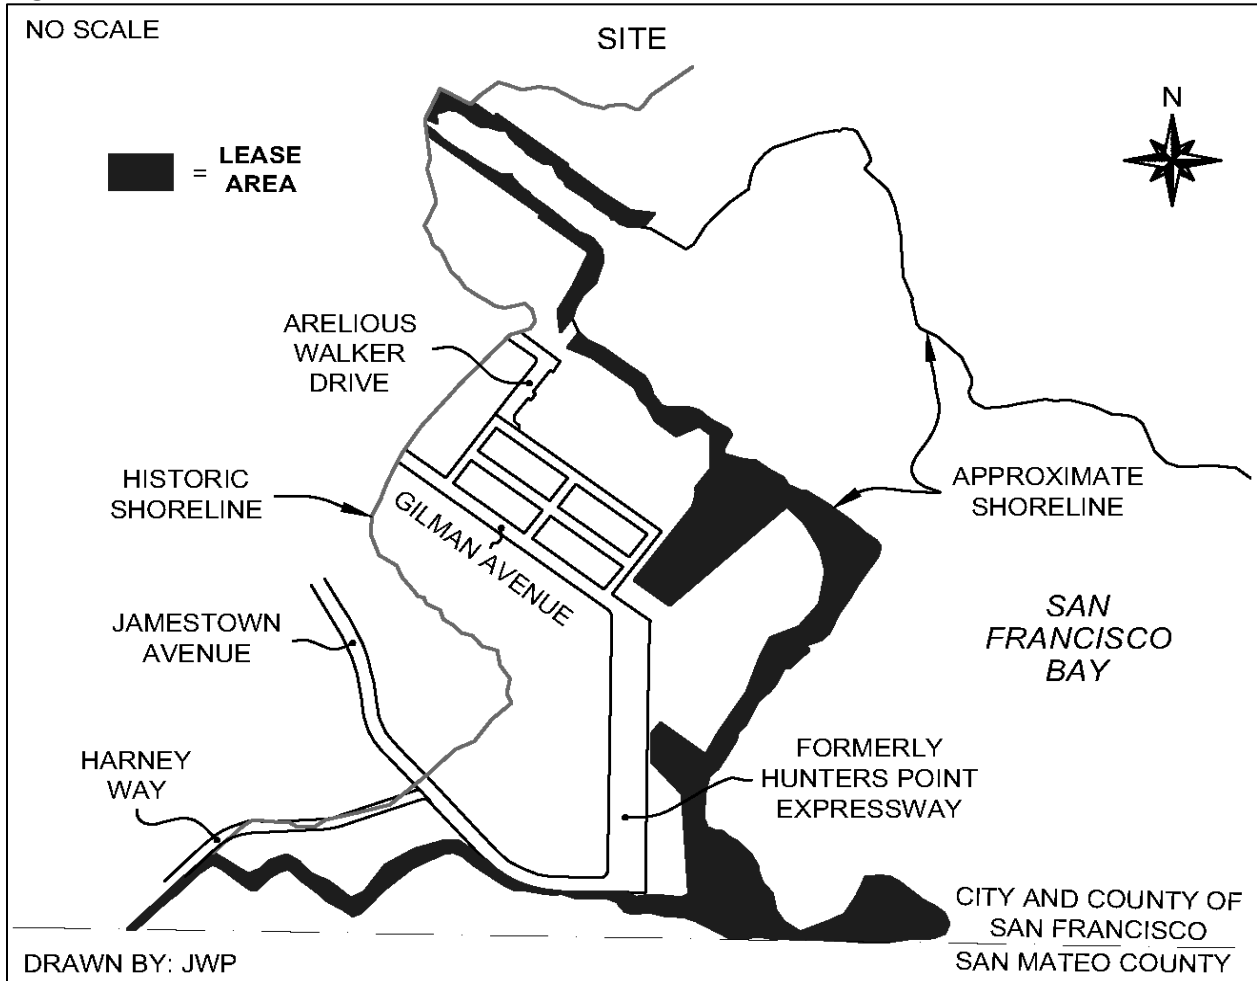 NO SCALE
SITE
N
= LEASE
AREA
ARELIOUS
WALKER
DRIVE
HISTORIC
SHORELINE
GILMAN AVENUE
APPROXIMATE
SHORELINE
JAMESTOWN
AVENUE
SAN
FRANCISCO
BAY
HARNEY
WAY
FORMERLY
HUNTERS POINT
EXPRESSWAY
CITY AND COUNTY OF
SAN FRANCISCO
DRAWN BY: JWP
SAN MATEO COUNTY